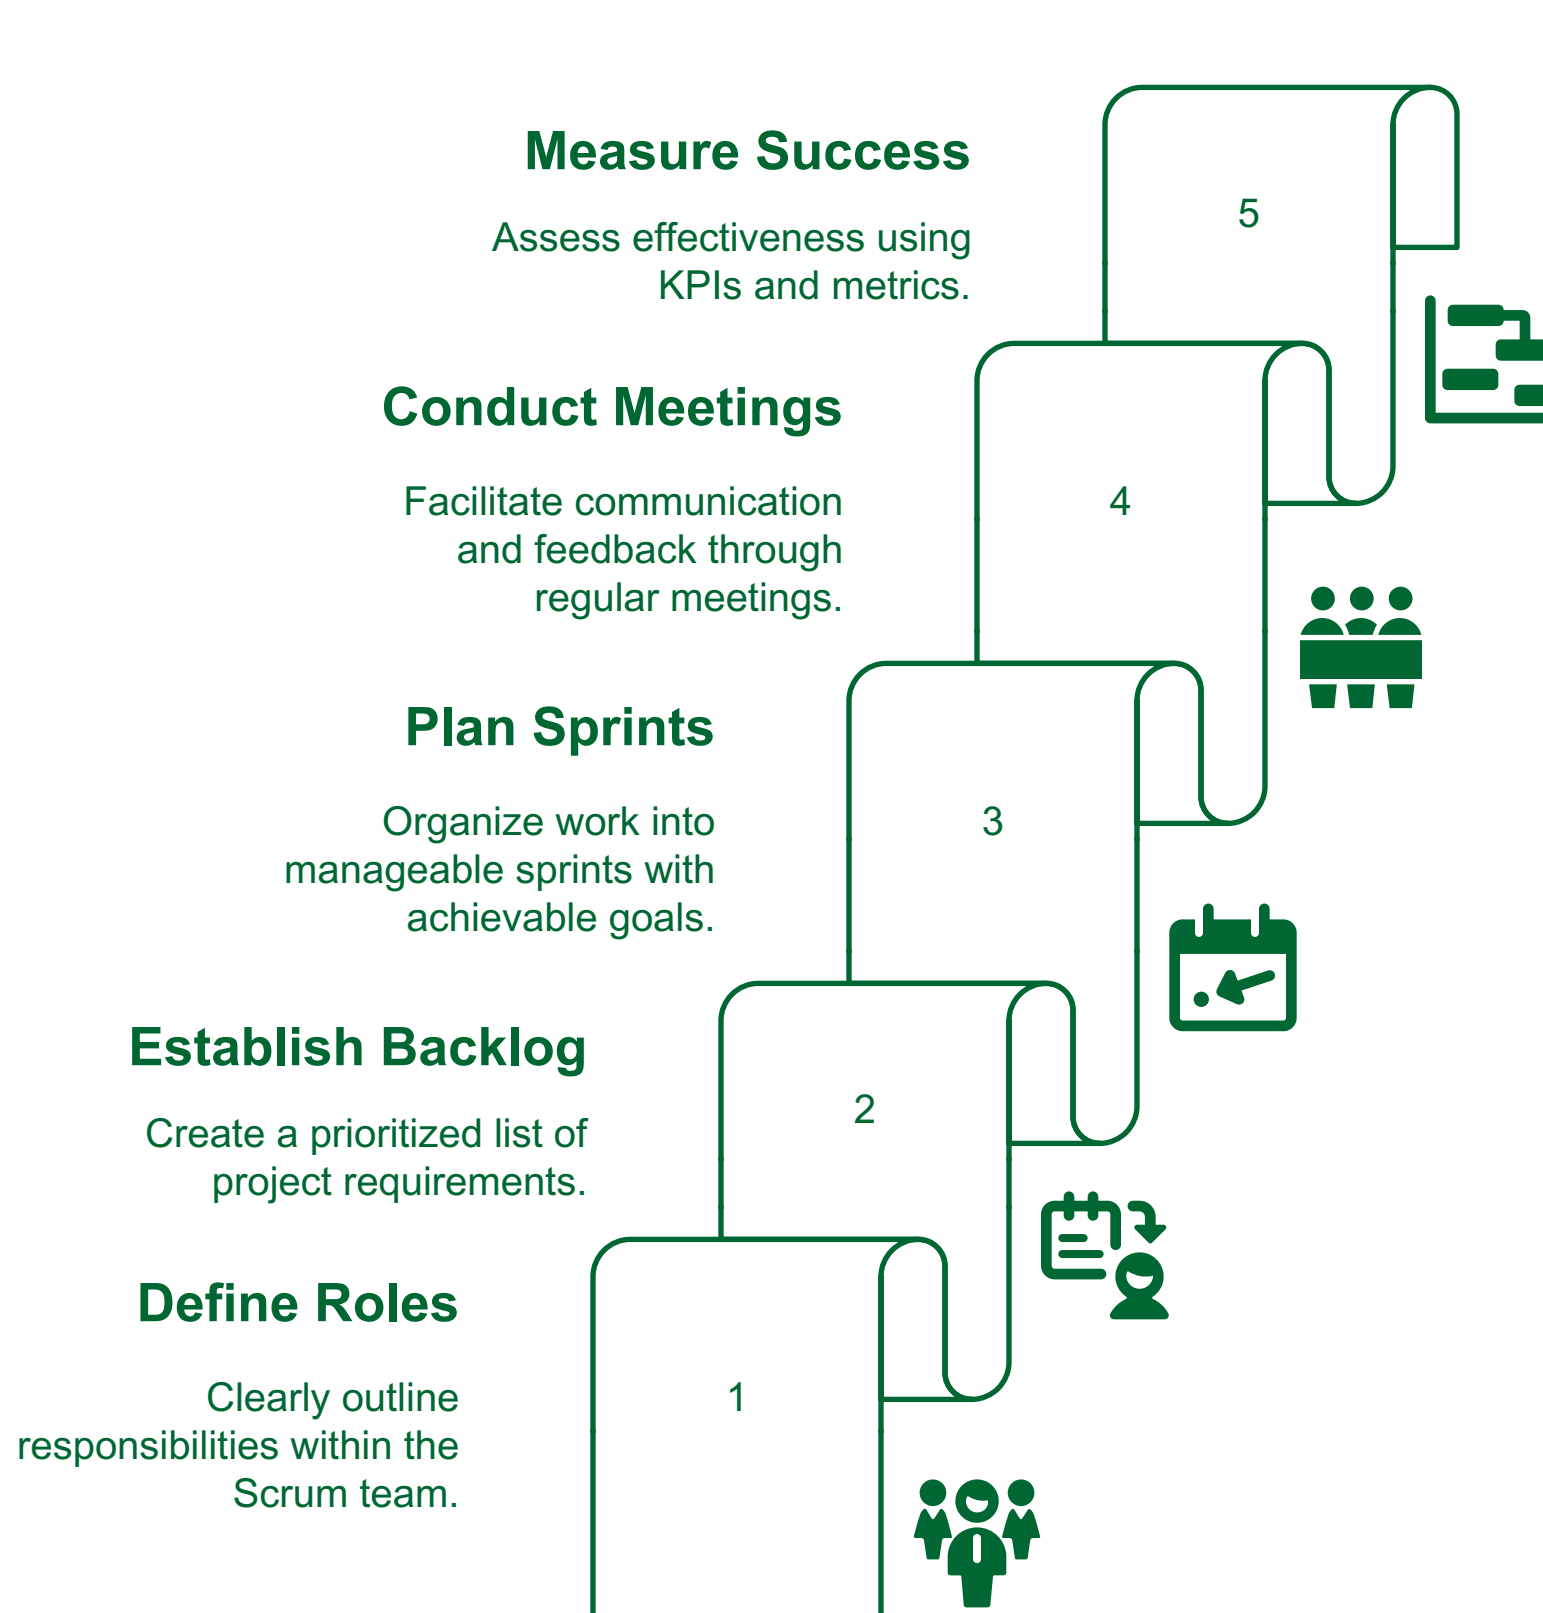 Measure Success
Assess effectiveness using
KPIs and metrics.
5
Conduct Meetings
Facilitate communication
and feedback through
regular meetings.
4
Plan Sprints
Organize work into
manageable sprints with
achievable goals.
3
Establish Backlog
Create a prioritized list of
project requirements.
2
Define Roles
Clearly outline
responsibilities within the
Scrum team.
1